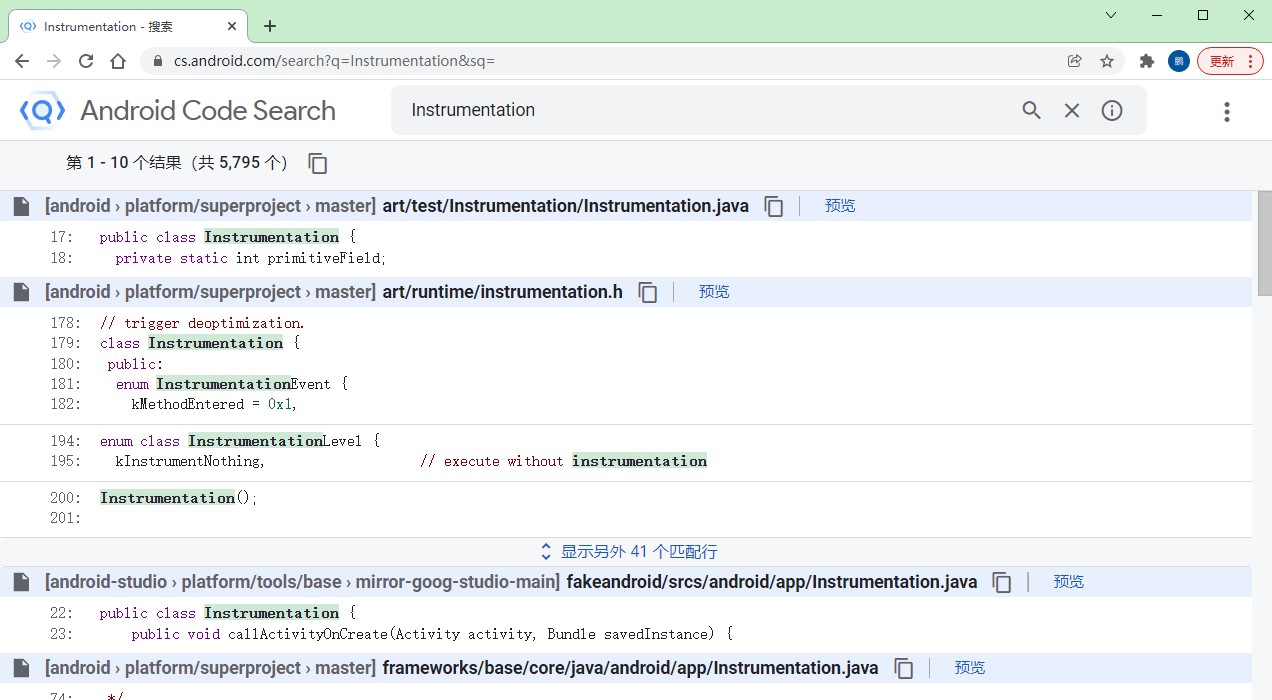 Instrumentation - 搜索
cs.android.com/search?q=Instrumentation&sq=
鹏
更新
Android Code Search
Instrumentation
第 1 - 10 个结果（共 5,795 个）
[android › platform/superproject › master] art/test/Instrumentation/Instrumentation.java 预览
17: public class Instrumentation {
18: private static int primitiveField;
[android › platform/superproject › master] art/runtime/instrumentation.h 预览
178: // trigger deoptimization.
179: class Instrumentation {
180: public:
181: enum InstrumentationEvent {
182: kMethodEntered = 0x1,
194: enum class InstrumentationLevel {
195: kInstrumentNothing, // execute without instrumentation
200: Instrumentation();
201:
显示另外 41 个匹配行
[android-studio › platform/tools/base › mirror-goog-studio-main] fakeandroid/srcs/android/app/Instrumentation.java 预览
22: public class Instrumentation {
23: public void callActivityOnCreate(Activity activity, Bundle savedInstance) {
[android › platform/superproject › master] frameworks/base/core/java/android/app/Instrumentation.java 预览
74: */